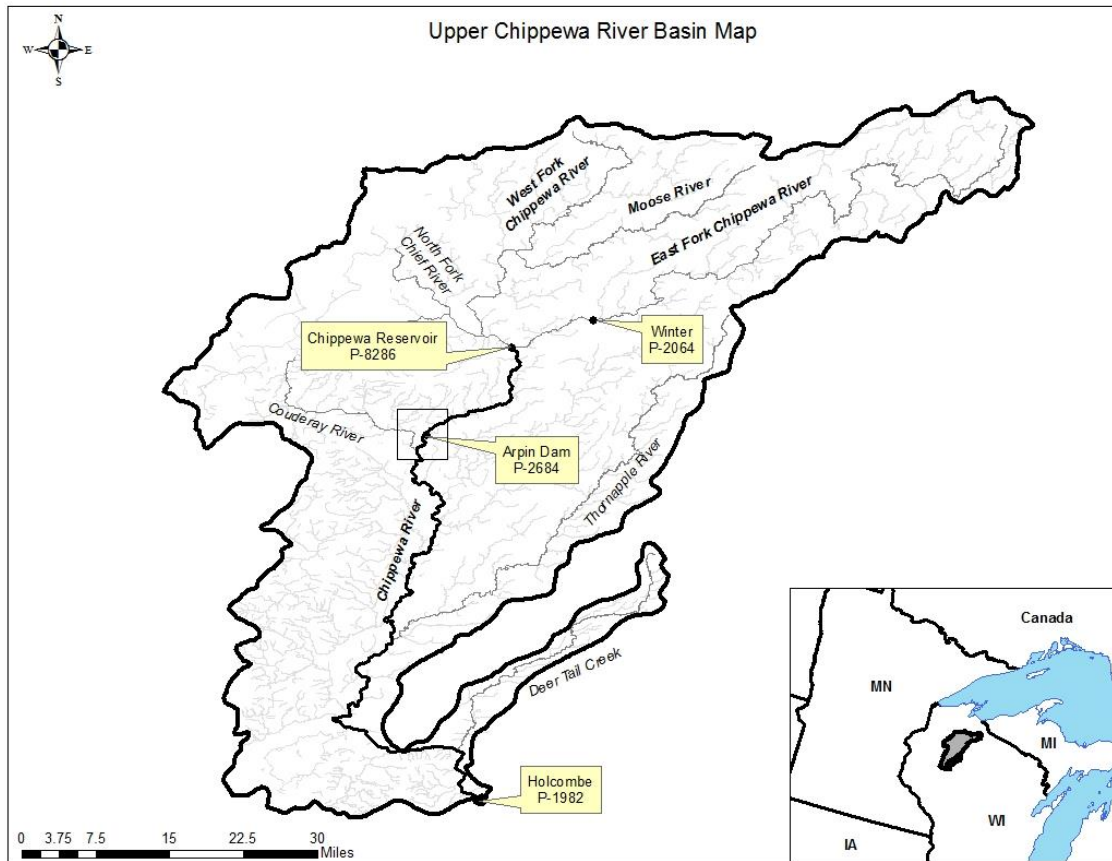 Upper Chippewa River Basin Map
N
W
E
S
West Fork
Chippewa River
Moose River
East Fork Chippewa River
North Fork
Chief River
Chippewa Reservoir
P-8286
Winter
P-2064
Couderay River
Arpin Dam
P-2684
Thornapple River
Chippewa River
Deer Tail Creek
Holcombe
P-1982
0 3.75 7.5 15 22.5 30
Miles
Canada
MN
MI
WI
IA